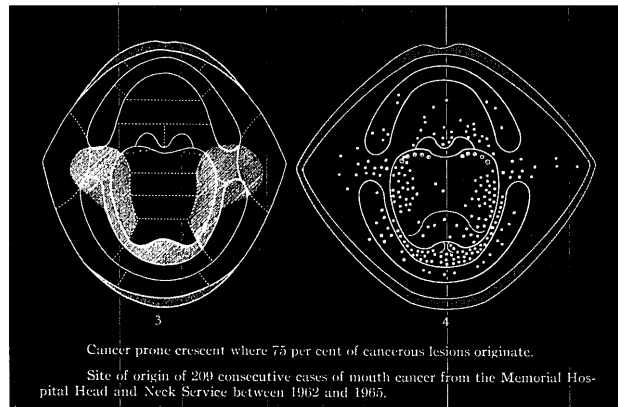 3
4
Cancer prone crescent where 75 per cent of cancerous lesions originate.
Site of origin of 209 consecutive cases of mouth cancer from the Memorial Hos-
pital Head and Neck Service between 1962 and 1965.